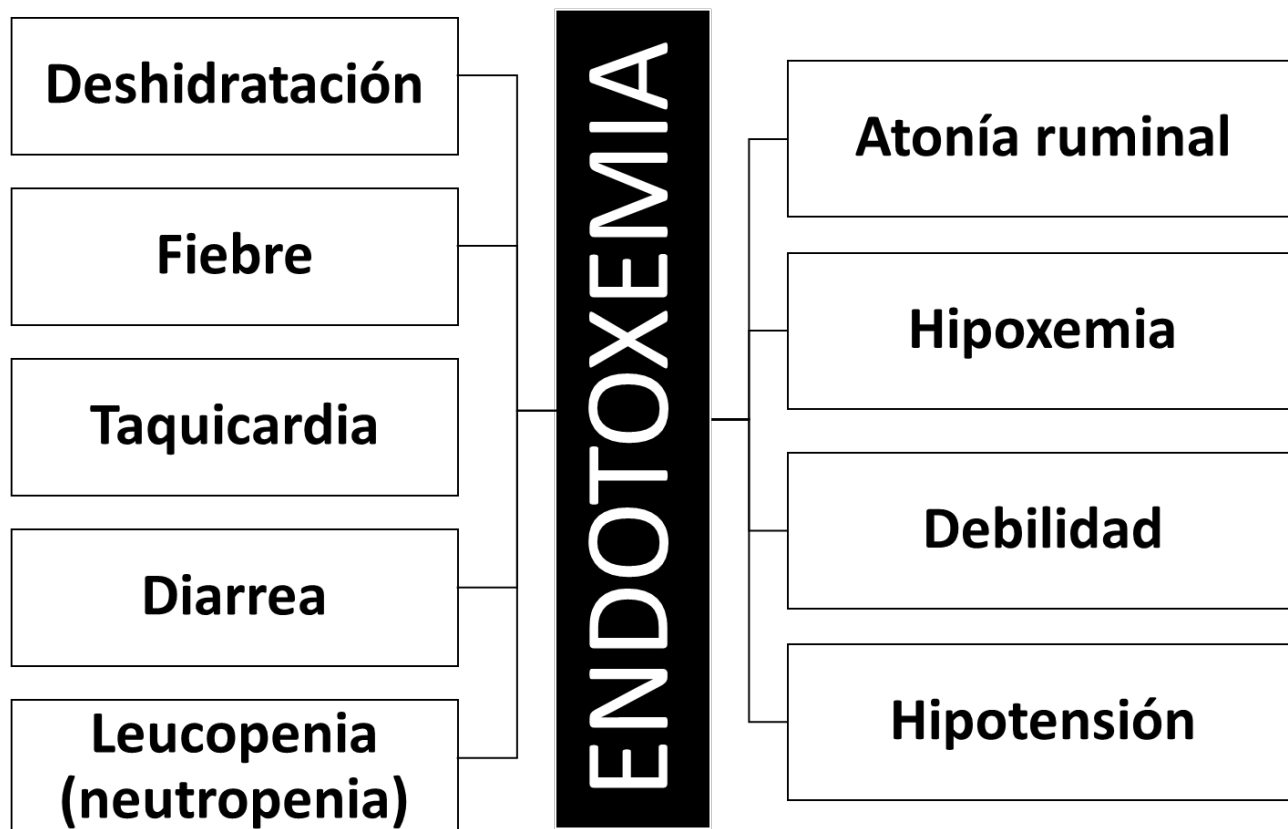 Deshidratación
Fiebre
Taquicardia
Diarrea
Leucopenia
(neutropenia)
ENDOTOXEMIA
Atonía ruminal
Hipoxemia
Debilidad
Hipotensión